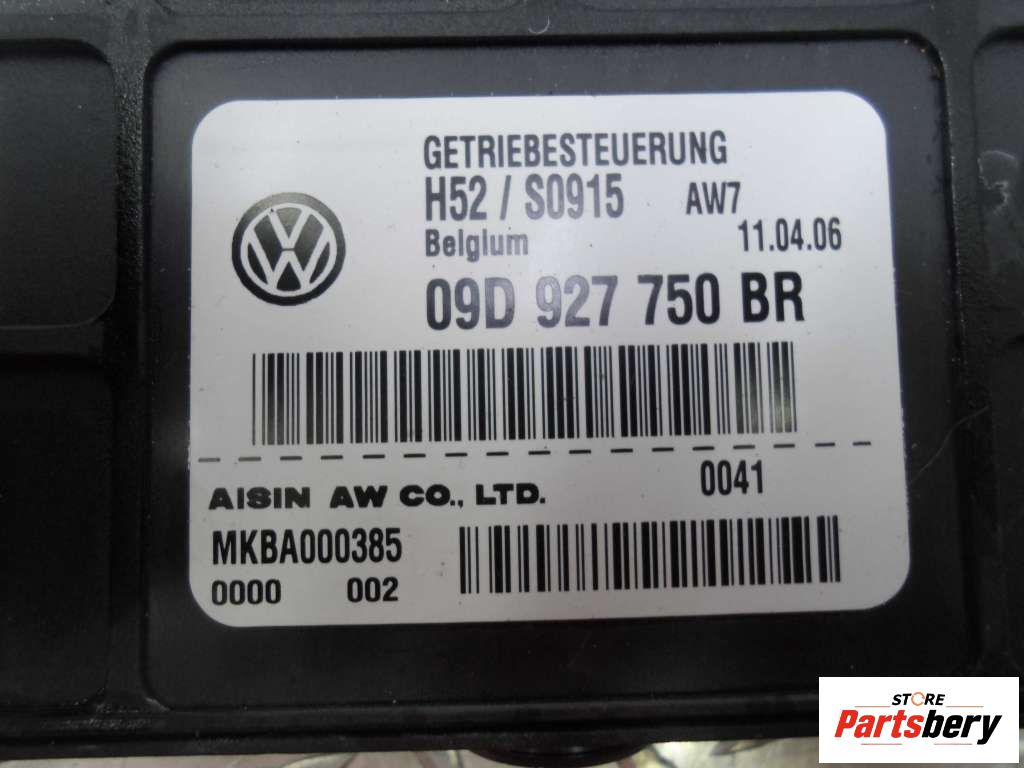 GETRIEBESTEUERUNG
H52 / S0915 AW7
Belgium 11.04.06
09D 927 750 BR
0041
AISIN AW CO., LTD.
MKBA000385
0000 002
STORE
Partsbery